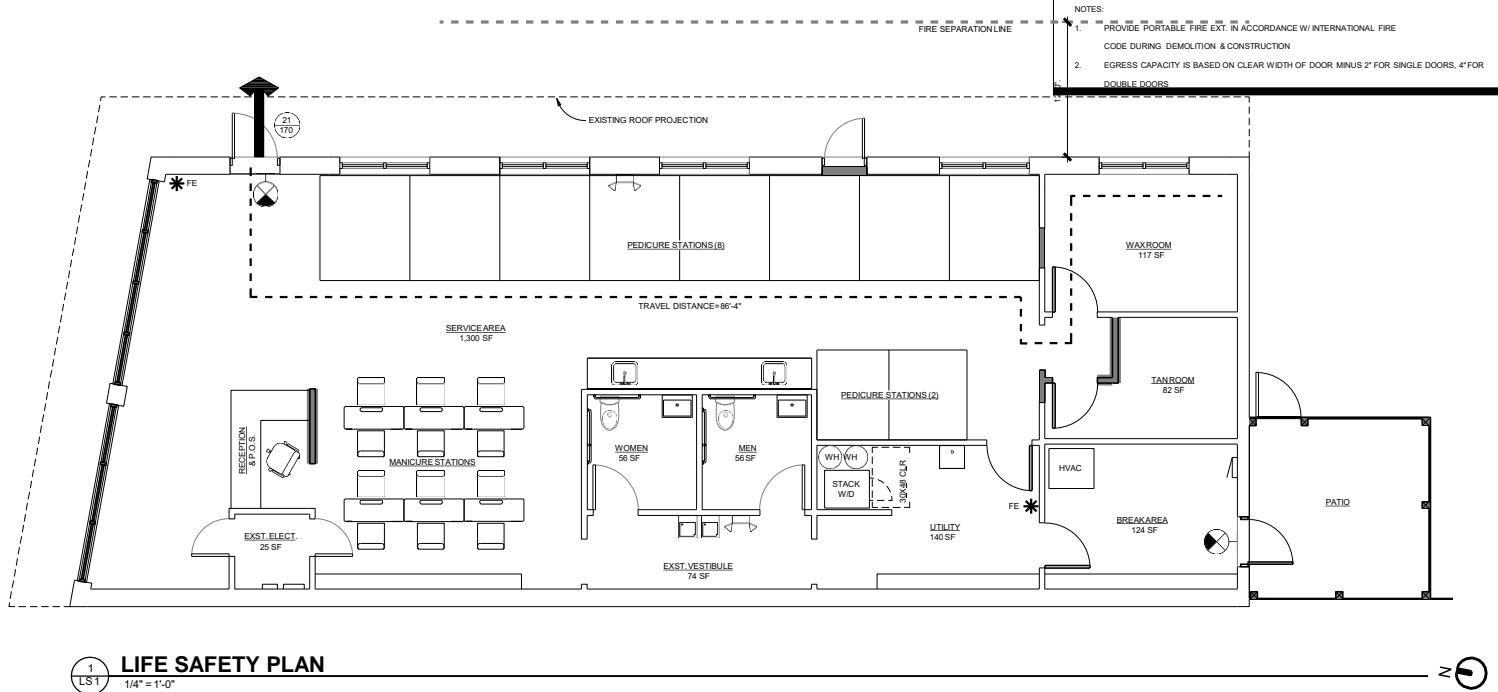 NOTES:
1. PROVIDE PORTABLE FIRE EXT. IN ACCORDANCE W/ INTERNATIONAL FIRE
CODE DURING DEMOLITION & CONSTRUCTION
2. EGRESS CAPACITY IS BASED ON CLEAR WIDTH OF DOOR MINUS 2" FOR SINGLE DOORS, 4" FOR
DOUBLE DOORS
FIRE SEPARATION LINE
EXISTING ROOF PROJECTION
21
170
FE
PEDICURE STATIONS (8)
WAX ROOM
117 SF
TRAVEL DISTANCE=86'-4"
SERVICE AREA
1,300 SF
TAN ROOM
82 SF
PEDICURE STATIONS (2)
RECEPTION
& P.O.S.
MANICURE STATIONS
WOMEN
56 SF
MEN
56 SF
WH
WH
STACK
W/D
30X48 CLR
HVAC
FE
PATIO
BREAK AREA
124 SF
UTILITY
140 SF
EXST. ELECT.
25 SF
EXST. VESTIBULE
74 SF
1
LS1
LIFE SAFETY PLAN
1/4" = 1'-0"
N